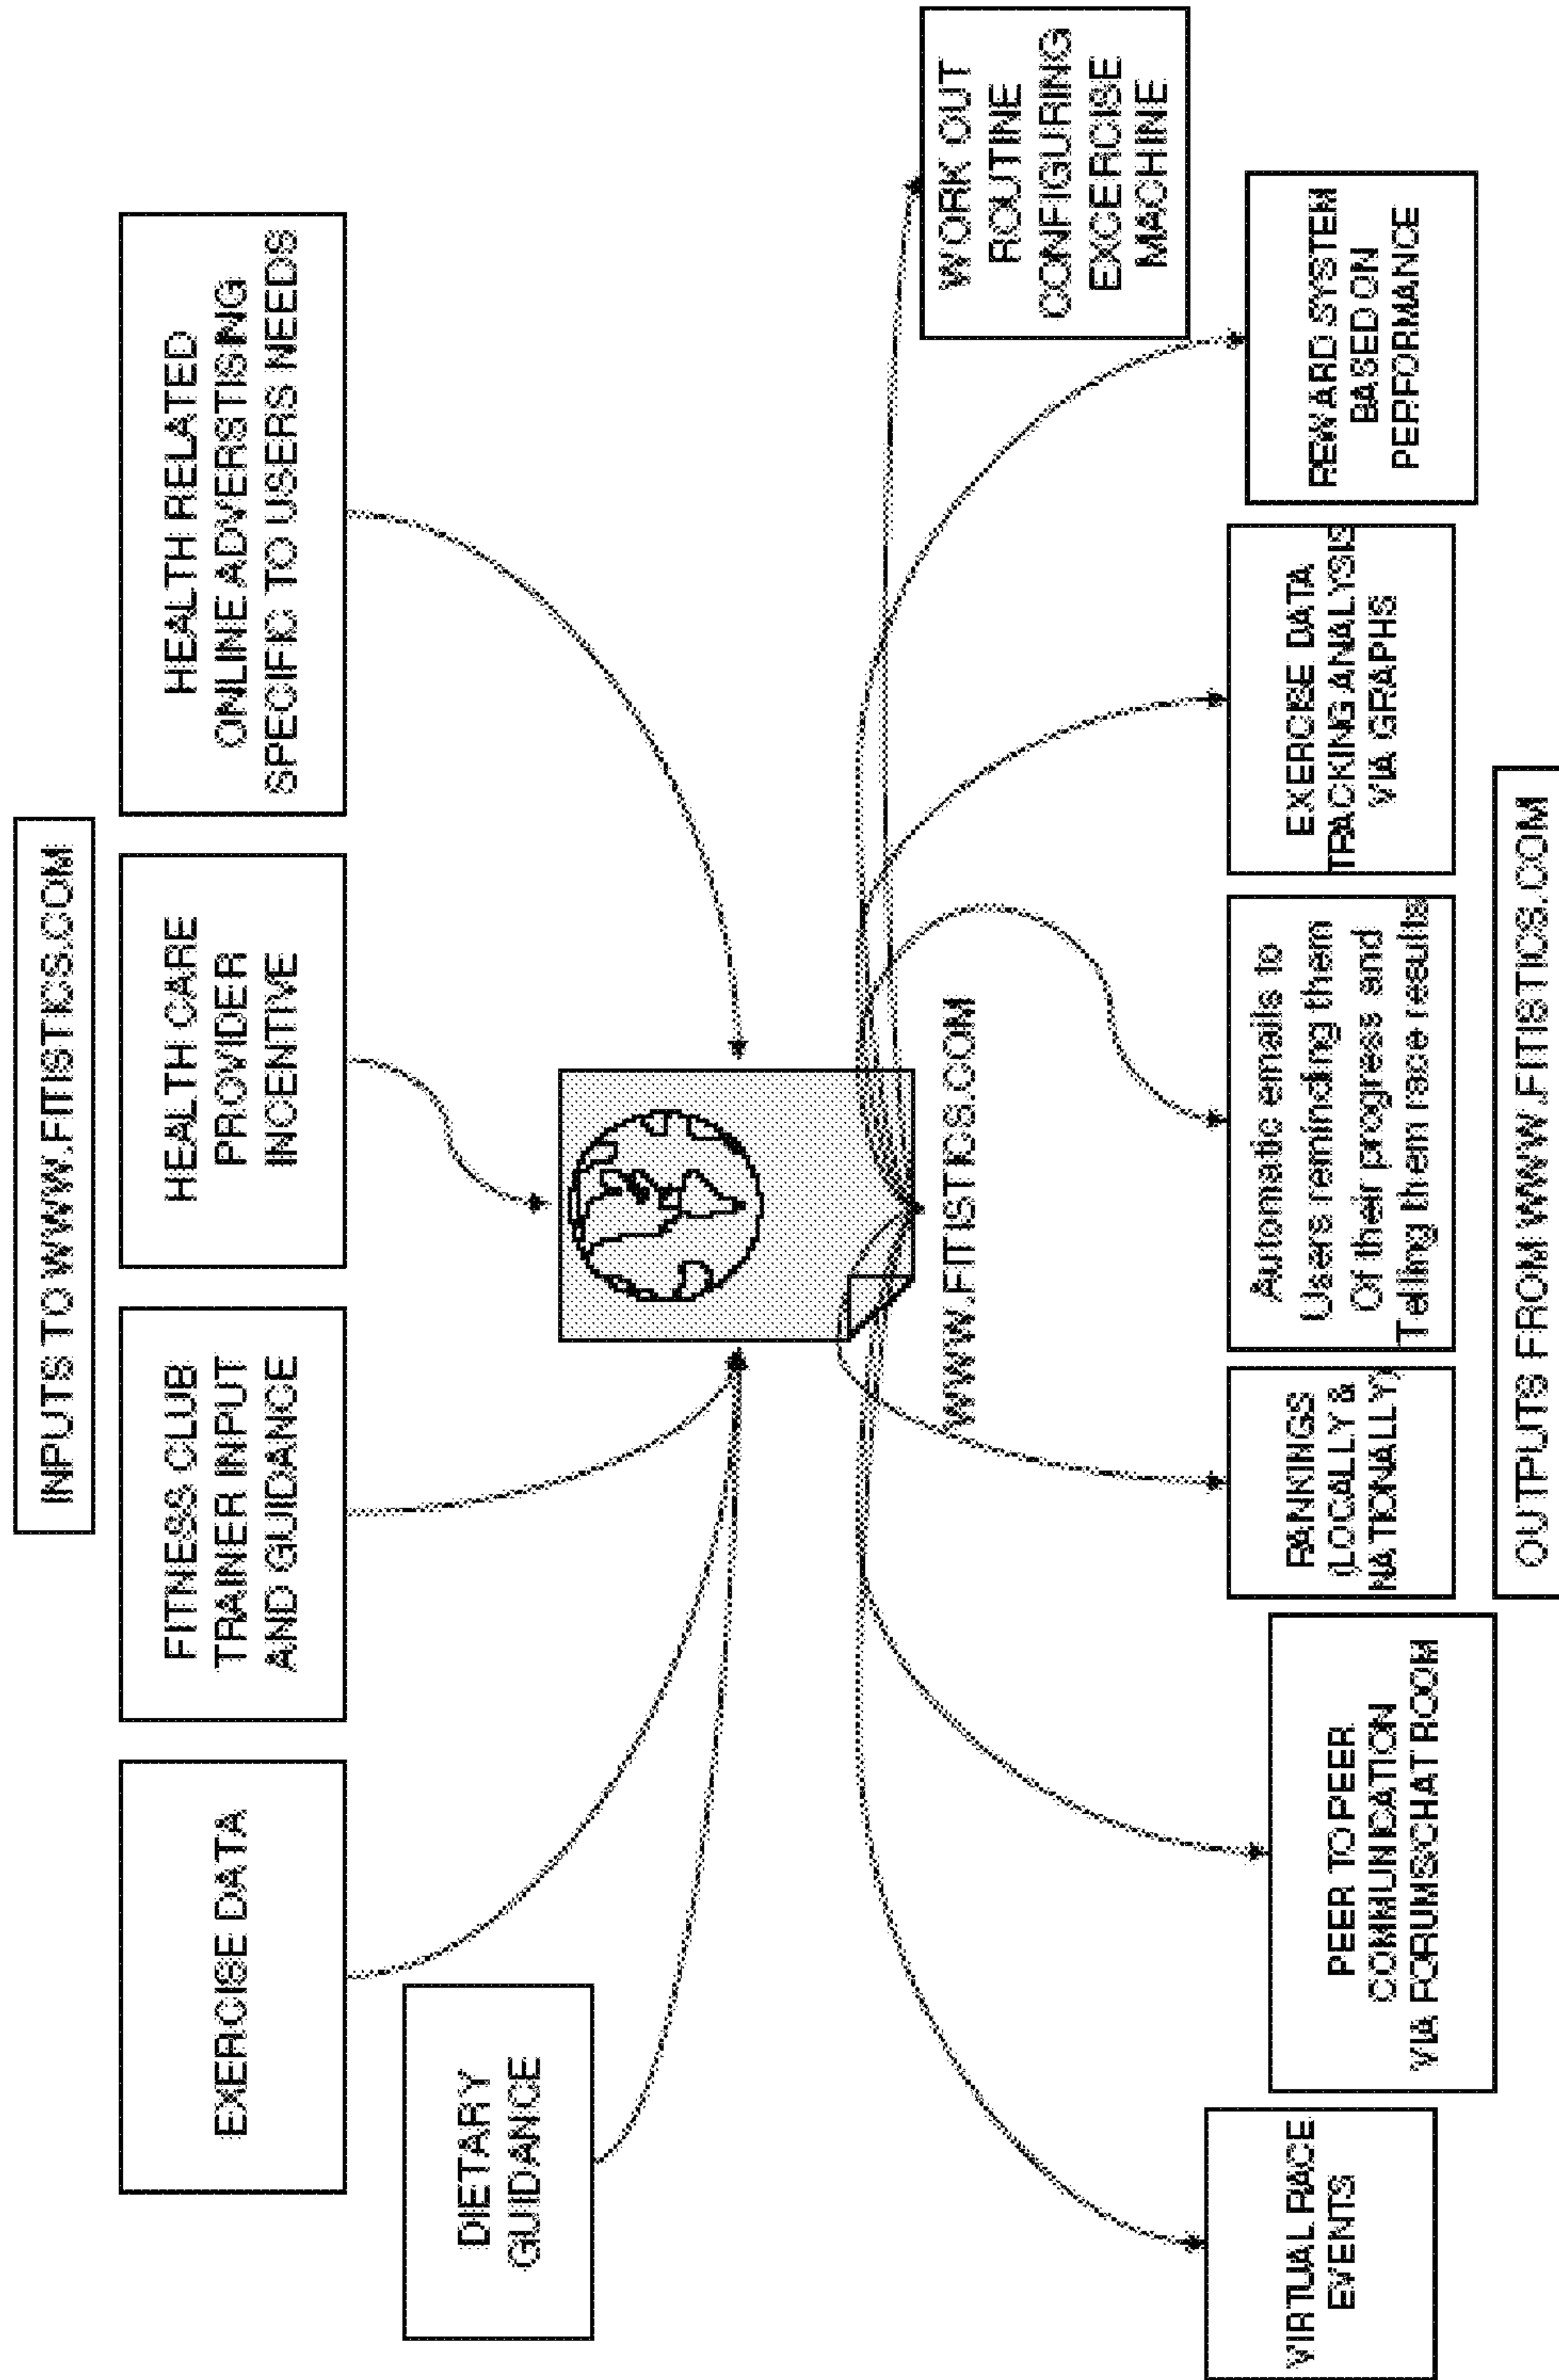 INPUTS TO WWW.FITISTICS.COM
EXERCISE DATA
FITNESS CLUB
TRAINER INPUT
AND GUIDANCE
HEALTH CARE
PROVIDER
INCENTIVE
HEALTH RELATED
ONLINE ADVERSTISING
SPECIFIC TO USERS NEEDS
DIETARY
GUIDANCE
WWW.FITISTICS.COM
WORK OUT
ROUTINE
CONFIGURING
EXCERCISE
MACHINE
VIRTUAL RACE
EVENTS
PEER TO PEER
COMMUNICATION
VIA FORUMS/CHAT ROOM
RANKINGS
(LOCALLY &
NATIONALLY)
Automatic emails to
Users reminding them
Of their progress and
Telling them race results
EXERCISE DATA
TRACKING ANALYSIS
VIA GRAPHS
REWARD SYSTEM
BASED ON
PERFORMANCE
OUTPUTS FROM WWW.FITISTICS.COM